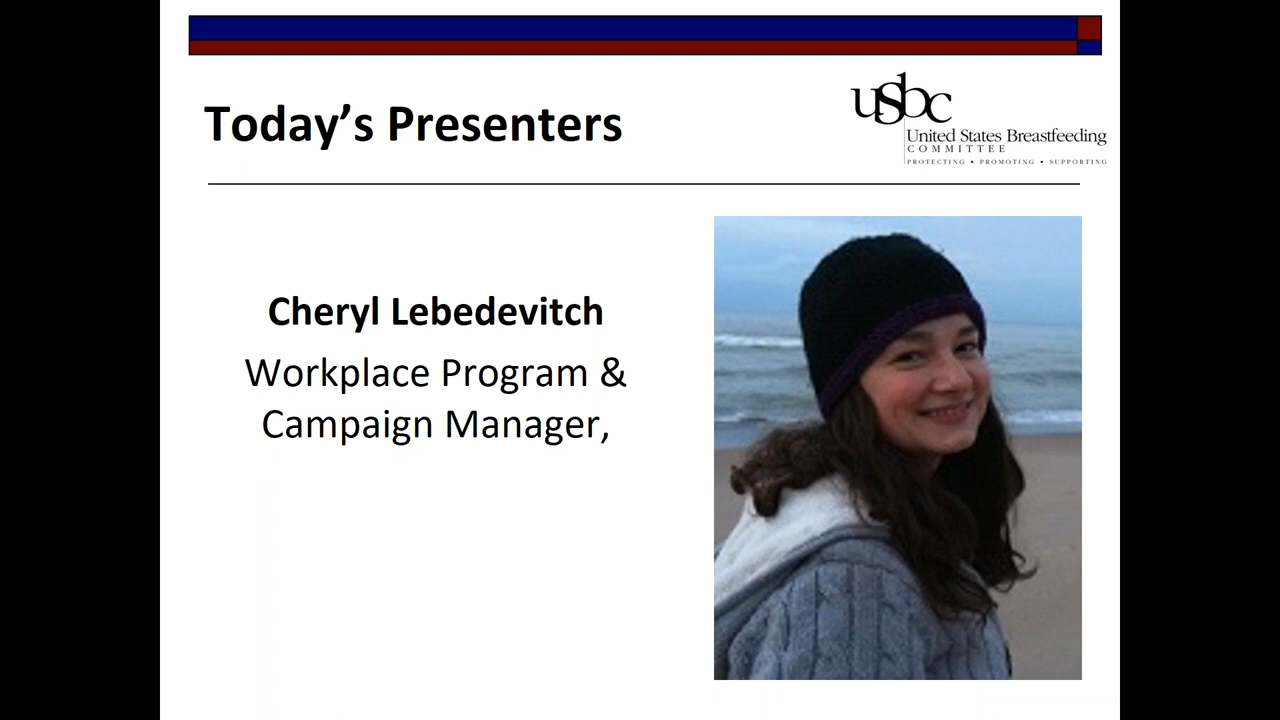 Today’s Presenters
usbc
United States Breastfeeding
COMMITTEE
PROTECTING • PROMOTING • SUPPORTING
Cheryl Lebedevitch
Workplace Program &
Campaign Manager,